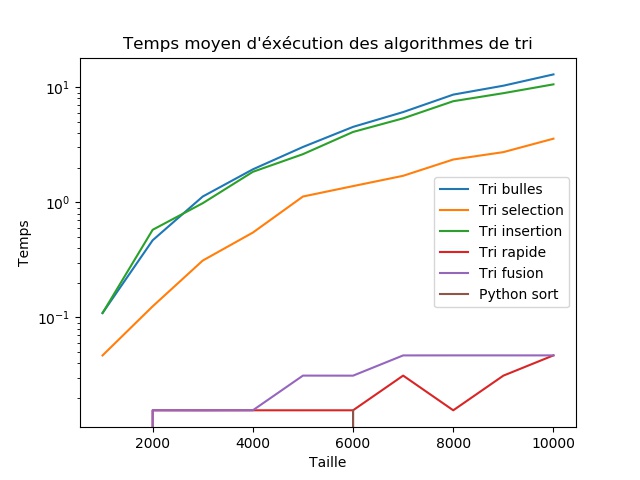 Temps moyen d'éxécution des algorithmes de tri
10¹
10⁰
10⁻¹
Temps
Tri bulles
Tri selection
Tri insertion
Tri rapide
Tri fusion
Python sort
2000 4000 6000 8000 10000
Taille